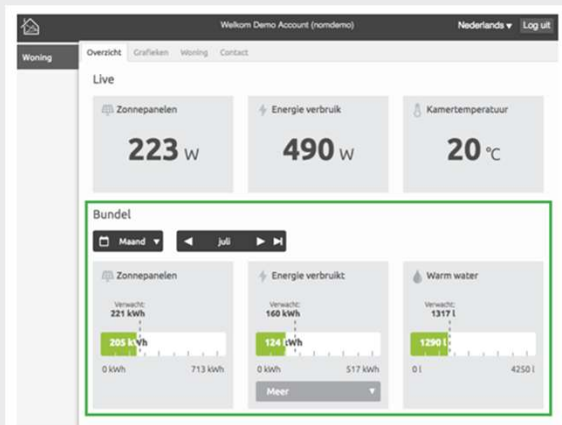 Welkom Demo Account (nomdemo)
Nederlands
Log uit
Woning
Overzicht Grafieken Woning Contact
Live
Zonnepanelen
Energie verbruik
Kamertemperatuur
223 W
490 W
20 °C
Bundel
Maand
juli
Zonnepanelen
Energie verbruikt
Warm water
Verwacht:
221 kWh
Verwacht:
160 kWh
Verwacht:
1317 l
205 kWh
124 kWh
1290 l
0 kWh 713 kWh
0 kWh 517 kWh
0 l 4250 l
Meer